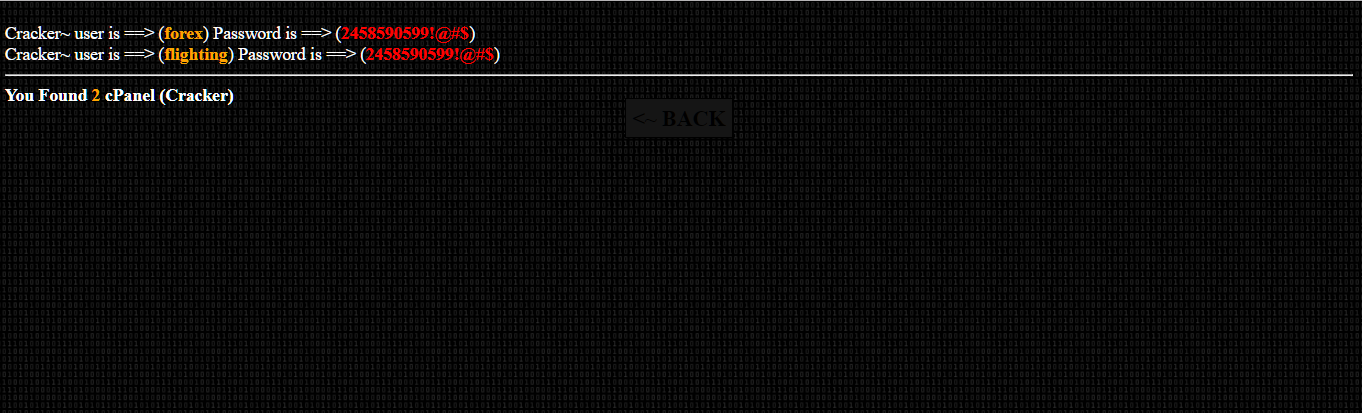 Cracker~ user is ==> (forex) Password is ==> (2458590599!@#$)
Cracker~ user is ==> (flighting) Password is ==> (2458590599!@#$)
You Found 2 cPanel (Cracker)
<~ BACK